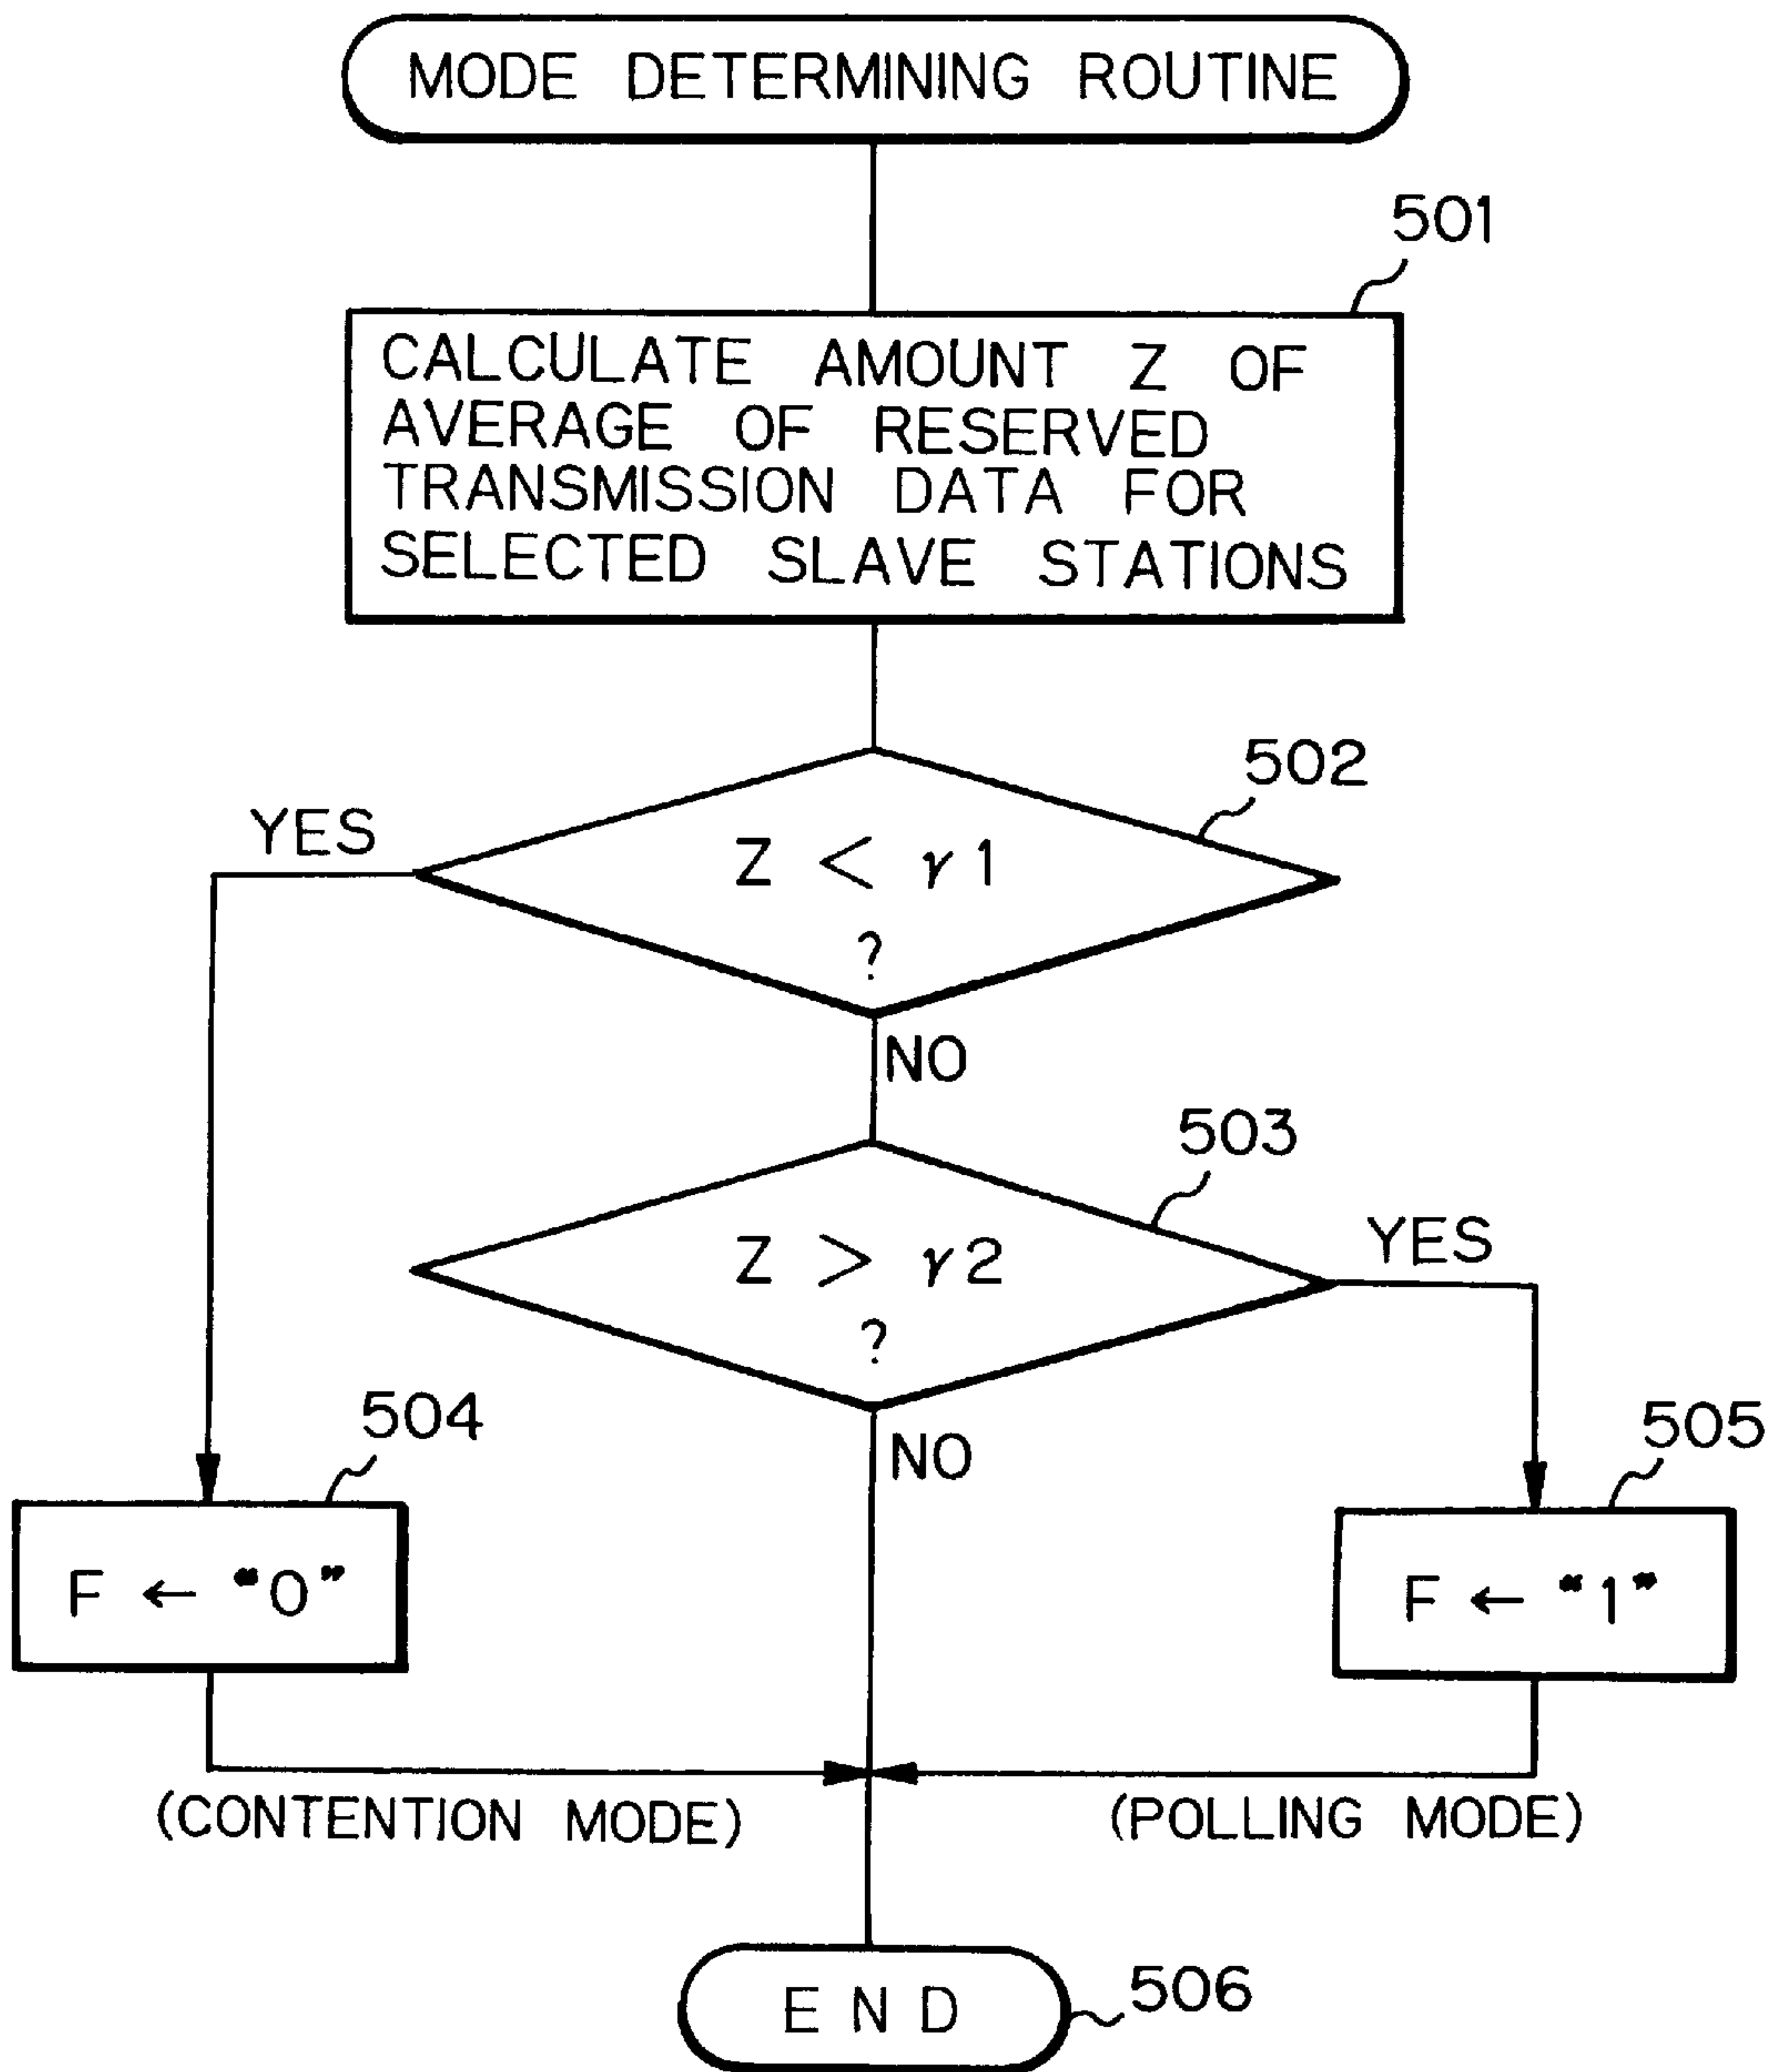 MODE DETERMINING ROUTINE
501
CALCULATE AMOUNT Z OF
AVERAGE OF RESERVED
TRANSMISSION DATA FOR
SELECTED SLAVE STATIONS
502
YES
Z < γ1
?
NO
503
YES
Z > γ2
?
NO
504
505
F ← “0”
F ← “1”
(CONTENTION MODE)
(POLLING MODE)
END
506